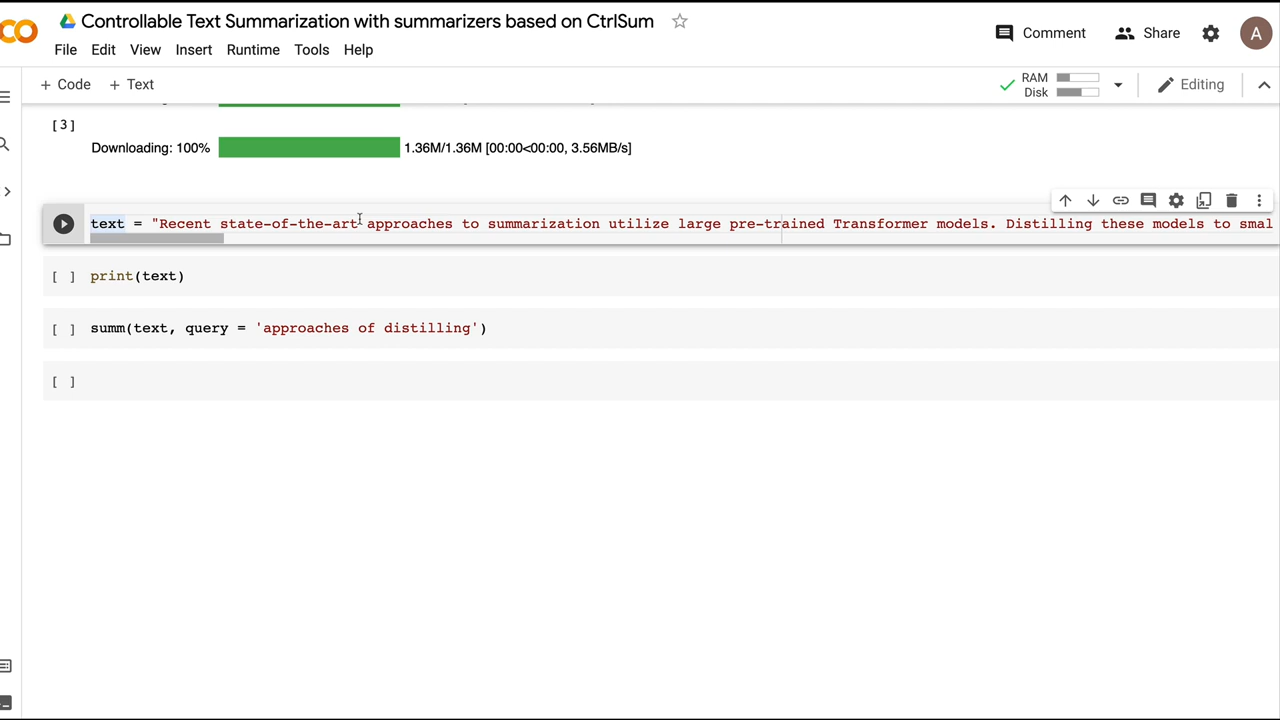 Controllable Text Summarization with summarizers based on CtrlSum
Comment
Share
A
File Edit View Insert Runtime Tools Help
+ Code + Text
RAM
Disk
Editing
[3]
Downloading: 100% 1.36M/1.36M [00:00<00:00, 3.56MB/s]
text = "Recent state-of-the-art approaches to summarization utilize large pre-trained Transformer models. Distilling these models to smal
[ ] print(text)
[ ] summ(text, query = 'approaches of distilling')
[ ]